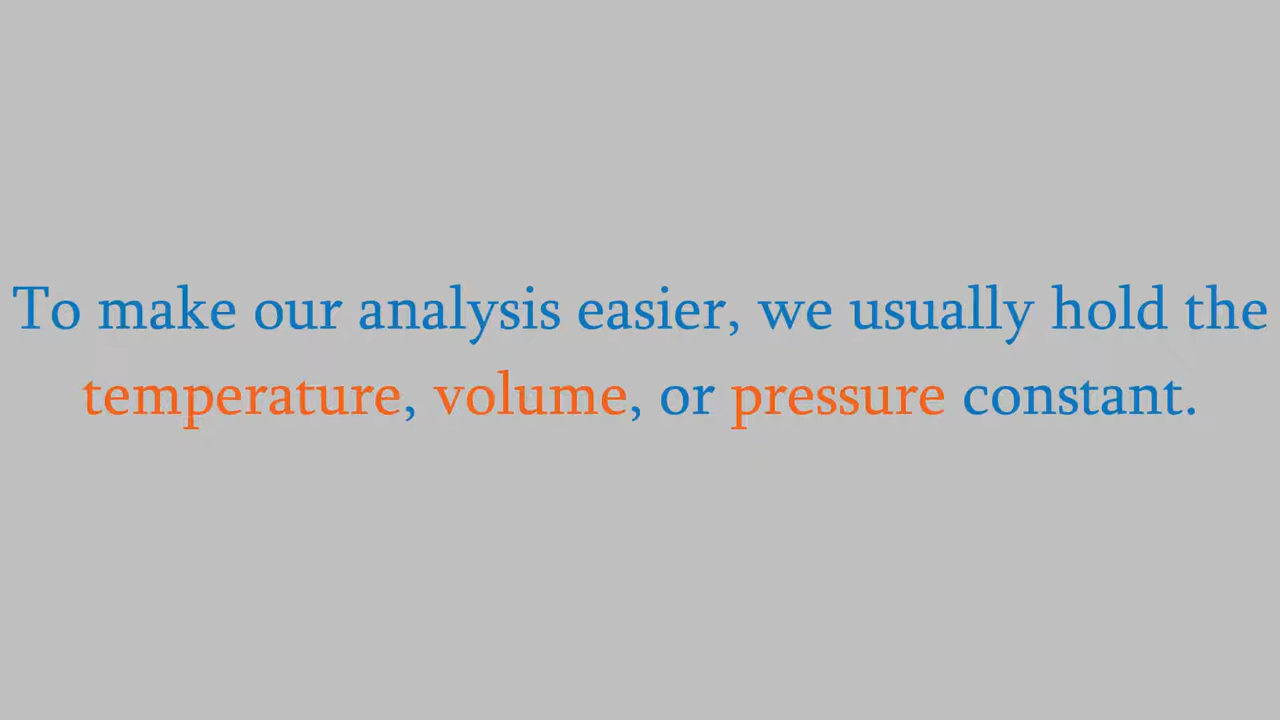 To make our analysis easier, we usually hold the
temperature, volume, or pressure constant.